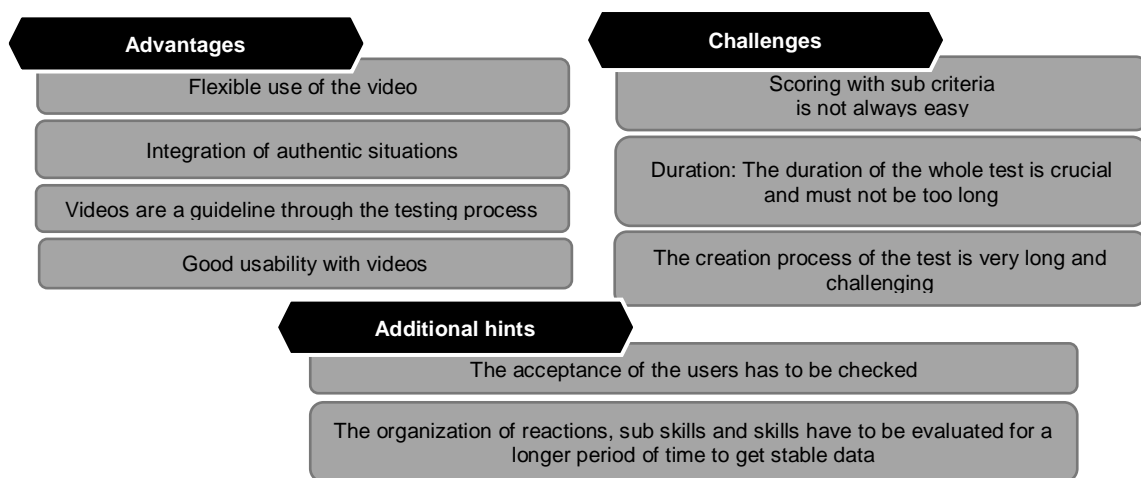 Advantages
Flexible use of the video
Integration of authentic situations
Videos are a guideline through the testing process
Good usability with videos
Challenges
Scoring with sub criteria
is not always easy
Duration: The duration of the whole test is crucial
and must not be too long
The creation process of the test is very long and
challenging
Additional hints
The acceptance of the users has to be checked
The organization of reactions, sub skills and skills have to be evaluated for a
longer period of time to get stable data